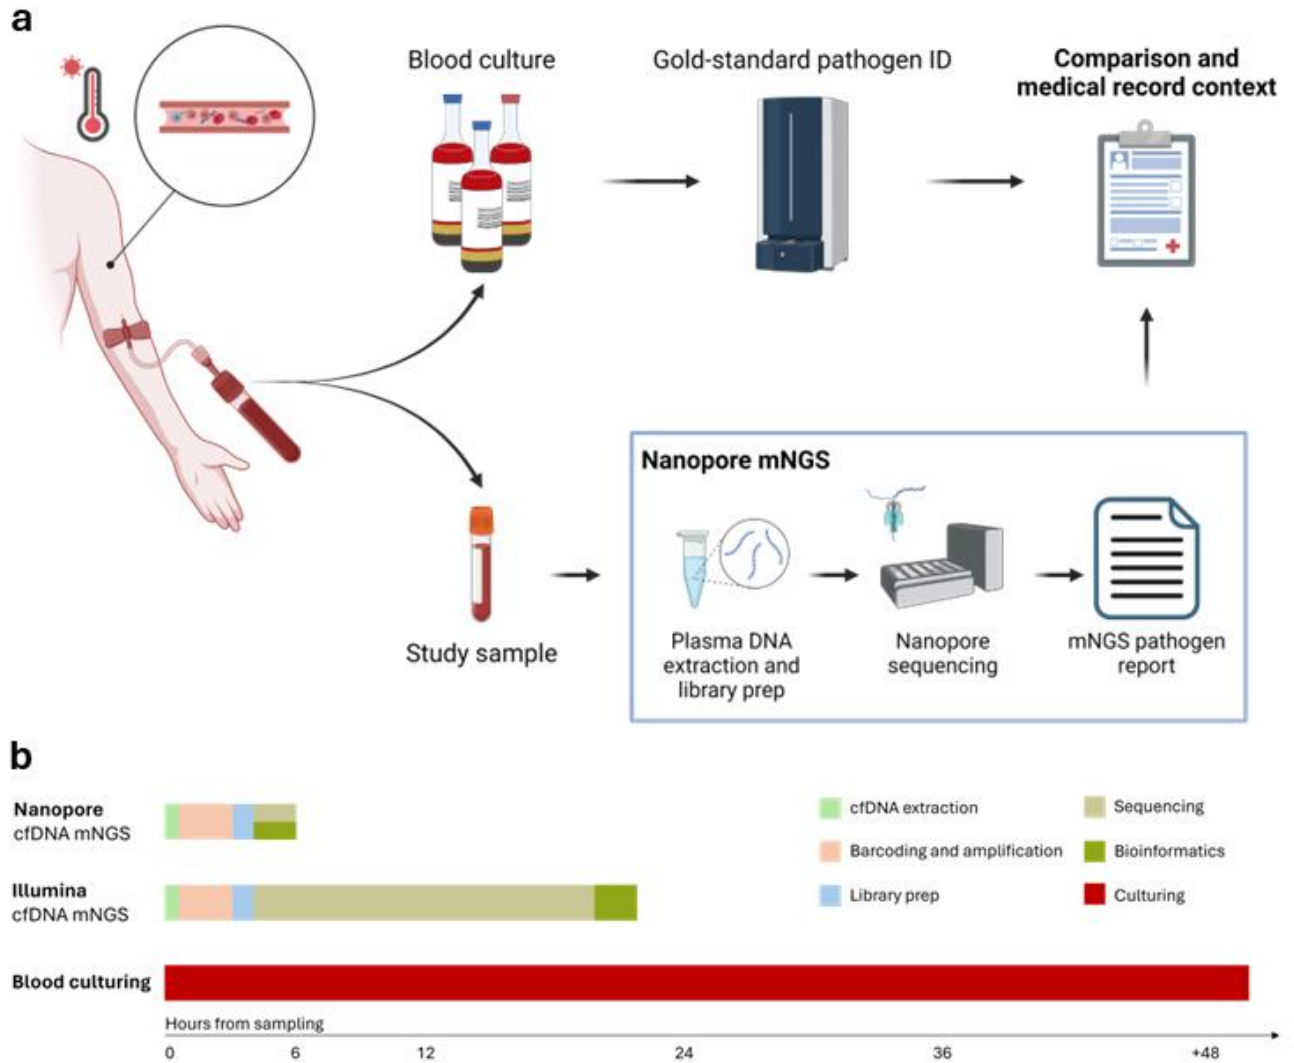 a
Blood culture
Gold-standard pathogen ID
Comparison and
medical record context
Nanopore mNGS
Study sample
Plasma DNA
extraction and
library prep
Nanopore
sequencing
mNGS pathogen
report
b
Nanopore
cfDNA mNGS
Illumina
cfDNA mNGS
Blood culturing
cfDNA extraction
Barcoding and amplification
Library prep
Sequencing
Bioinformatics
Culturing
Hours from sampling
0 6 12 24 36 +48